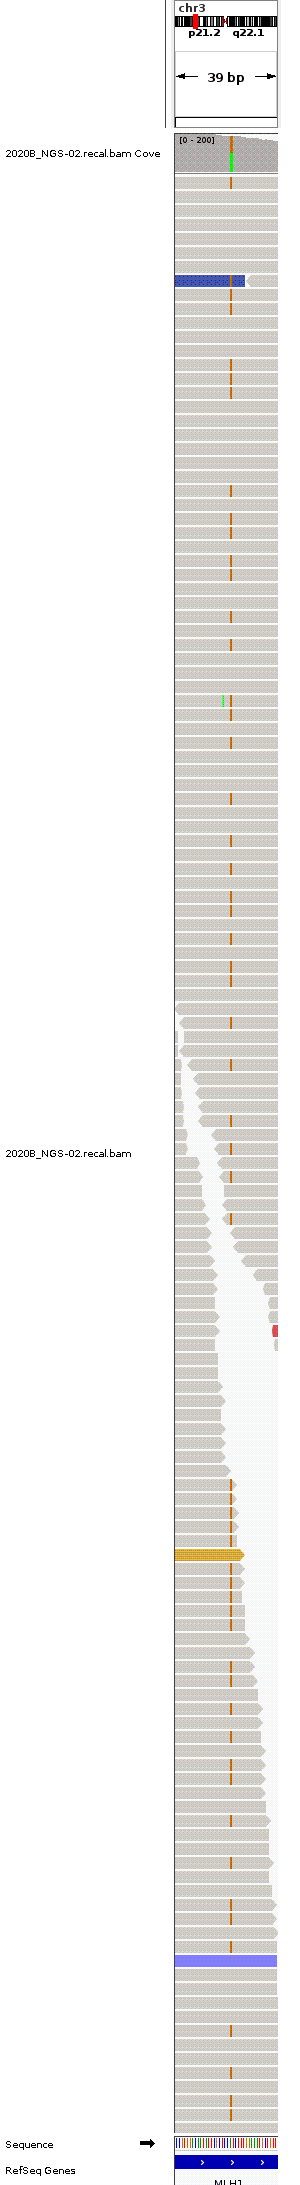 chr3
p21.2 q22.1
39 bp
[0 - 200]
2020B_NGS-02.recal.bam Cove
2020B_NGS-02.recal.bam
Sequence
RefSeq Genes
MLH1